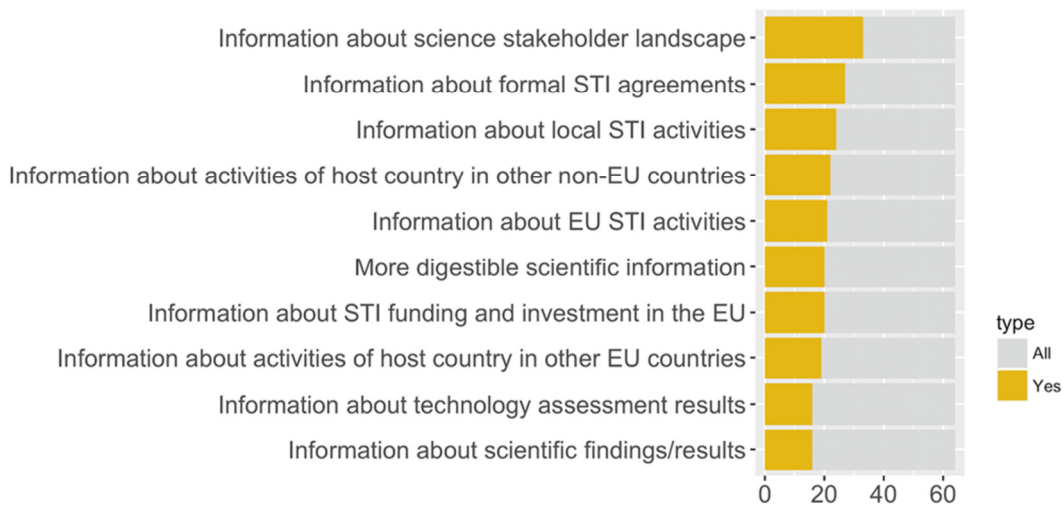 Information about science stakeholder landscape
Information about formal STI agreements
Information about local STI activities
Information about activities of host country in other non-EU countries
Information about EU STI activities
More digestible scientific information
Information about STI funding and investment in the EU
Information about activities of host country in other EU countries
Information about technology assessment results
Information about scientific findings/results
0 20 40 60
type
All
Yes